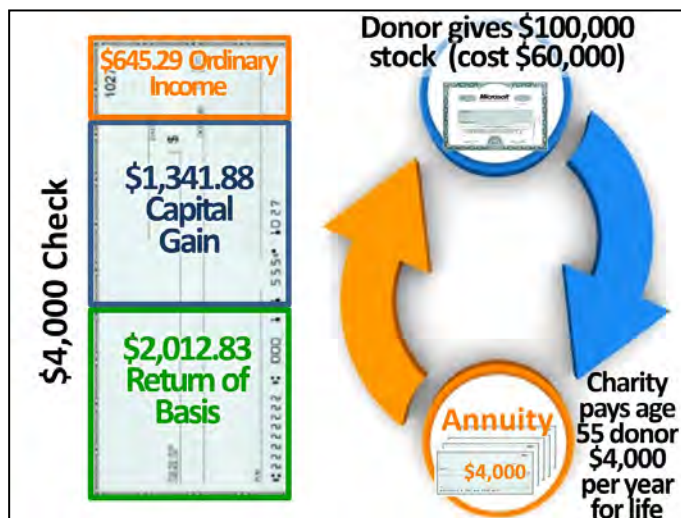 $4,000 Check
1027
$645.29 Ordinary
Income
$
$1,341.88
Capital
Gain
$2,012.83
Return of
Basis
Donor gives $100,000
stock (cost $60,000)
Microsoft
Annuity
$4,000
Charity
pays age
55 donor
$4,000
per year
for life